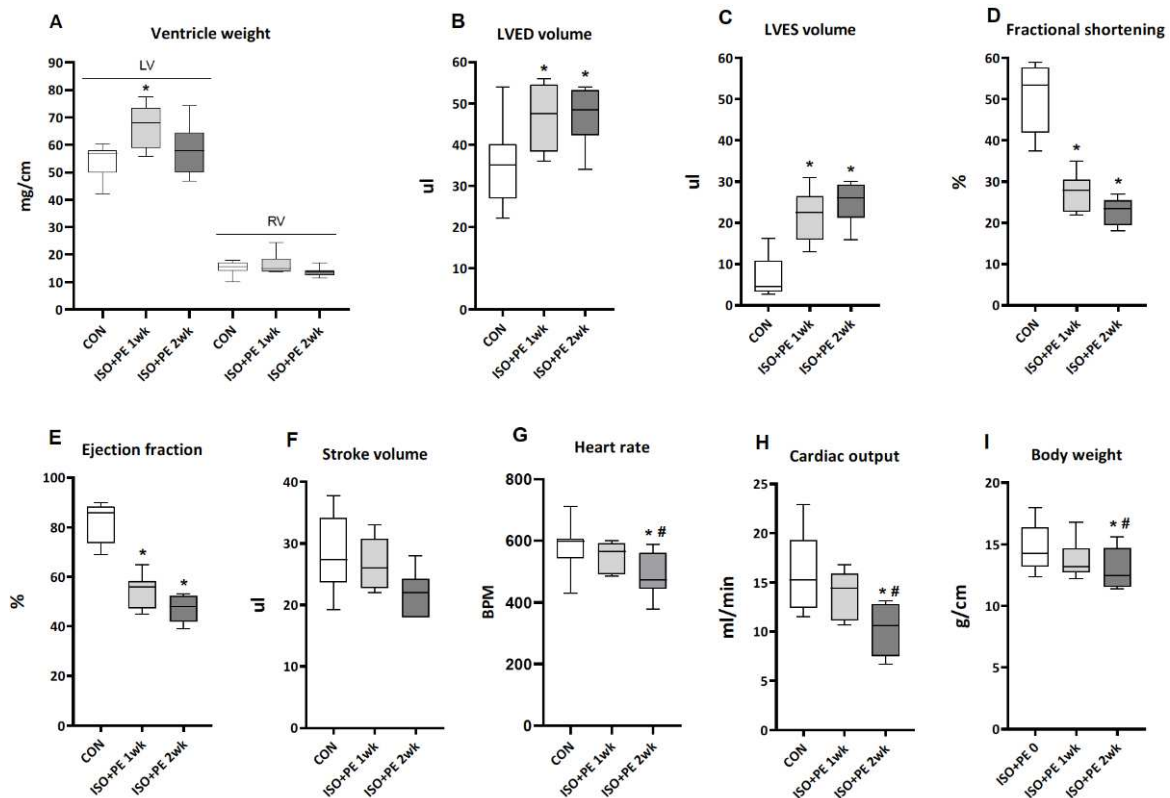 A
Ventricle weight
LV
*
RV
mg/cm
90
80
70
60
50
40
30
20
10
0
CON
ISO+PE 1wk
ISO+PE 2wk
CON
ISO+PE 1wk
ISO+PE 2wk
B
LVED volume
* *
ul
60
50
40
30
20
10
0
CON
ISO+PE 1wk
ISO+PE 2wk
C
LVES volume
* *
ul
60
50
40
30
20
10
0
CON
ISO+PE 1wk
ISO+PE 2wk
D
Fractional shortening
* *
%
60
50
40
30
20
10
0
CON
ISO+PE 1wk
ISO+PE 2wk
E
Ejection fraction
* *
%
100
80
60
40
20
0
CON
ISO+PE 1wk
ISO+PE 2wk
F
Stroke volume
ul
40
30
20
10
0
CON
ISO+PE 1wk
ISO+PE 2wk
G
Heart rate
* #
BPM
800
600
400
200
0
CON
ISO+PE 1wk
ISO+PE 2wk
H
Cardiac output
* #
ml/min
25
20
15
10
5
0
CON
ISO+PE 1wk
ISO+PE 2wk
I
Body weight
* #
g/cm
20
15
10
5
0
ISO+PE 0
ISO+PE 1wk
ISO+PE 2wk